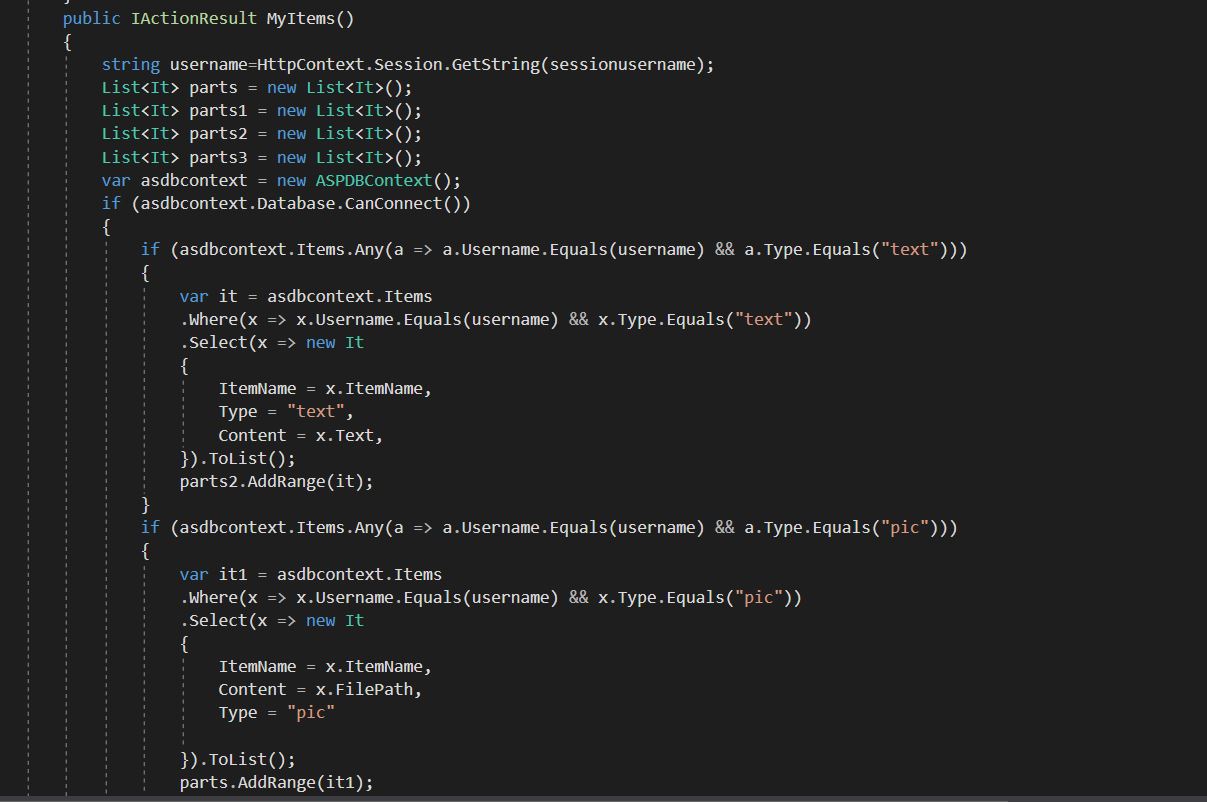 public IActionResult MyItems()
{
string username=HttpContext.Session.GetString(sessionusername);
List<It> parts = new List<It>();
List<It> parts1 = new List<It>();
List<It> parts2 = new List<It>();
List<It> parts3 = new List<It>();
var asdbcontext = new ASPDBContext();
if (asdbcontext.Database.CanConnect())
{
if (asdbcontext.Items.Any(a => a.Username.Equals(username) && a.Type.Equals("text")))
{
var it = asdbcontext.Items
.Where(x => x.Username.Equals(username) && x.Type.Equals("text"))
.Select(x => new It
{
ItemName = x.ItemName,
Type = "text",
Content = x.Text,
}).ToList();
parts2.AddRange(it);
}
if (asdbcontext.Items.Any(a => a.Username.Equals(username) && a.Type.Equals("pic")))
{
var it1 = asdbcontext.Items
.Where(x => x.Username.Equals(username) && x.Type.Equals("pic"))
.Select(x => new It
{
ItemName = x.ItemName,
Content = x.FilePath,
Type = "pic"
}).ToList();
parts.AddRange(it1);